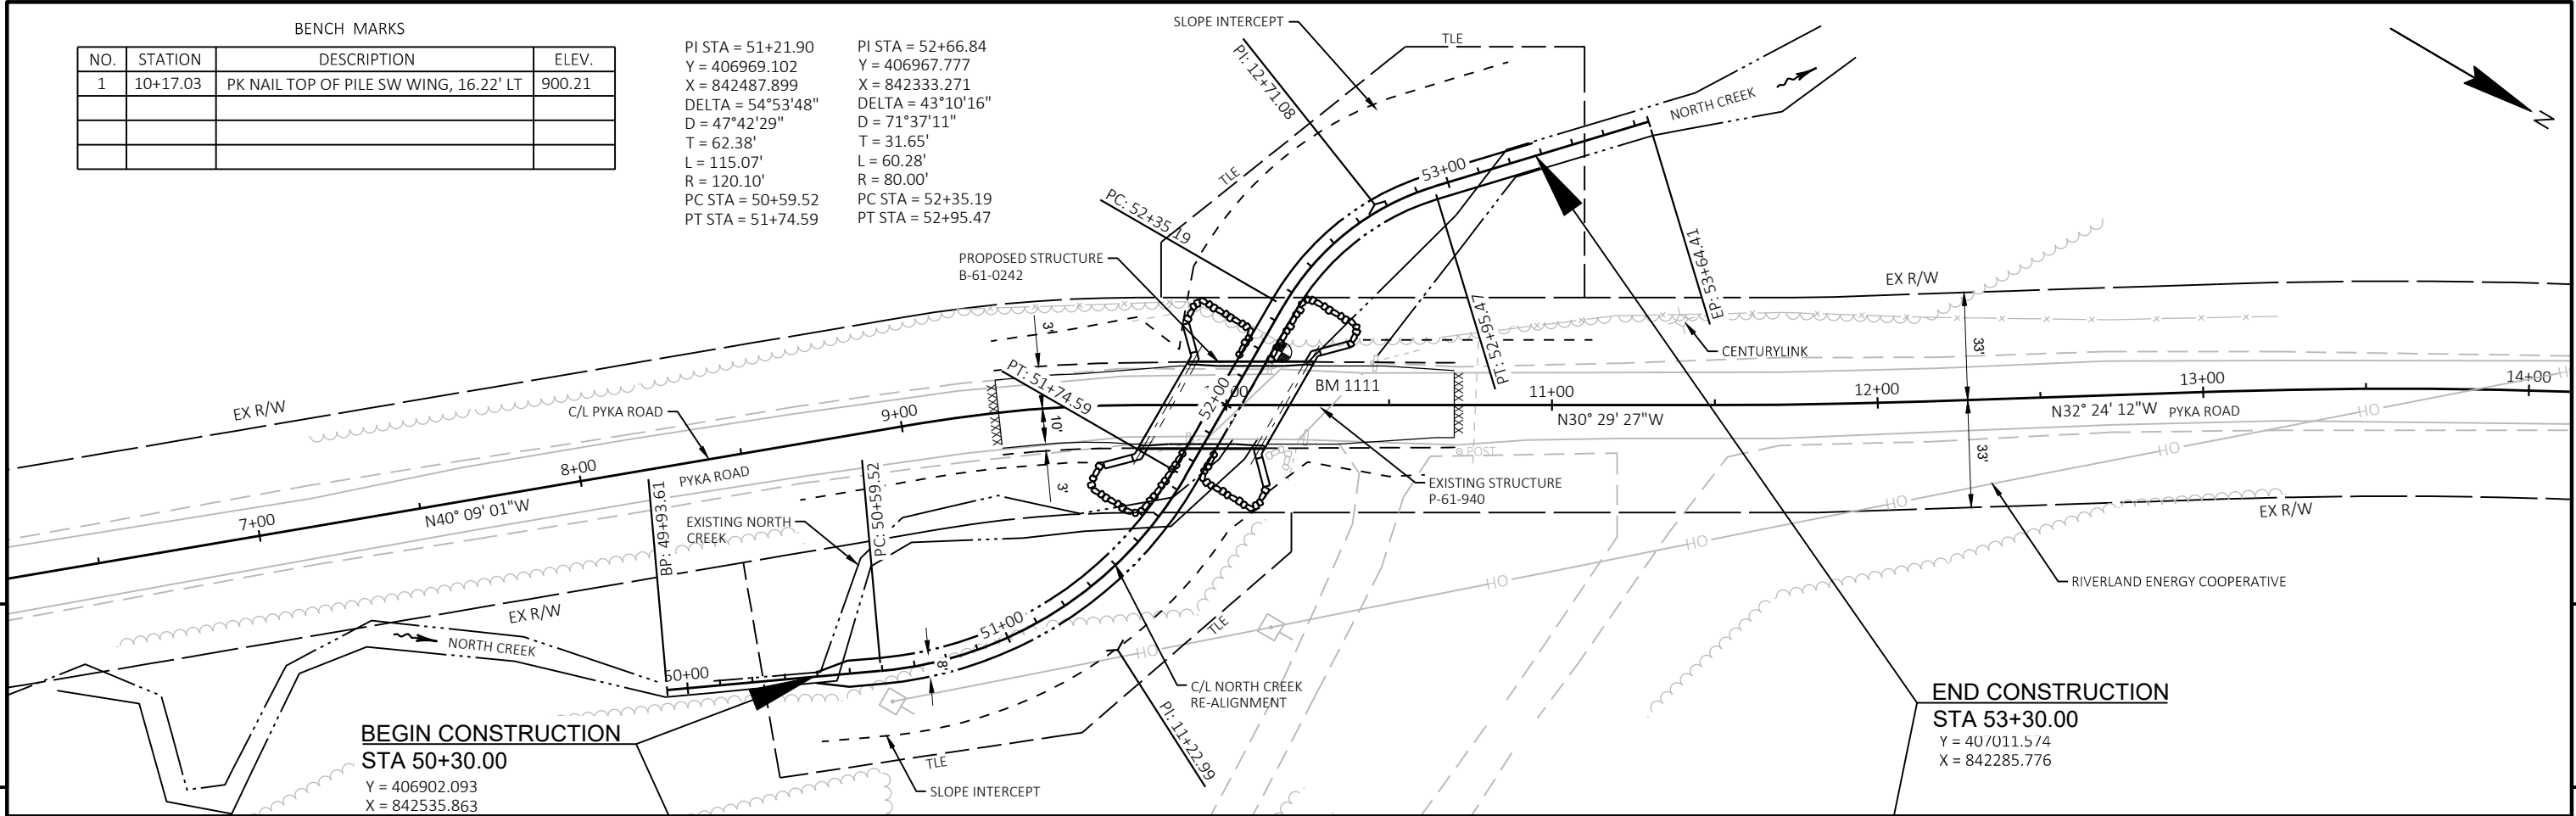 BENCH MARKS
NO. STATION DESCRIPTION ELEV.
1 10+17.03 PK NAIL TOP OF PILE SW WING, 16.22' LT 900.21
PI STA = 51+21.90
Y = 406969.102
X = 842487.899
DELTA = 54°53'48"
D = 47°42'29"
T = 62.38'
L = 115.07'
R = 120.10'
PC STA = 50+59.52
PT STA = 51+74.59
PI STA = 52+66.84
Y = 406967.777
X = 842333.271
DELTA = 43°10'16"
D = 71°37'11"
T = 31.65'
L = 60.28'
R = 80.00'
PC STA = 52+35.19
PT STA = 52+95.47
SLOPE INTERCEPT
TLE
PI: 12+71.08
NORTH CREEK
N
53+00
TLE
PC: 52+35.19
PROPOSED STRUCTURE
B-61-0242
PT: 52+95.47
EP: 53+64.41
EX R/W
CENTURYLINK
33'
3'
PT: 51+74.59
52+00
00
BM 1111
11+00
12+00
13+00
14+00
EX R/W
C/L PYKA ROAD
9+00
10'
N30° 29' 27"W
N32° 24' 12"W
PYKA ROAD
HO
33'
HO
8+00
PYKA ROAD
BP: 49+93.61
PC: 50+59.52
3'
POST
EXISTING STRUCTURE
P-61-940
HO
EX R/W
7+00
N40° 09' 01"W
EXISTING NORTH
CREEK
HO
HO
RIVERLAND ENERGY COOPERATIVE
EX R/W
51+00
TLE
NORTH CREEK
HO
50+00
8'
C/L NORTH CREEK
RE-ALIGNMENT
PI: 11+22.99
END CONSTRUCTION
STA 53+30.00
Y = 407011.574
X = 842285.776
BEGIN CONSTRUCTION
STA 50+30.00
Y = 406902.093
X = 842535.863
TLE
SLOPE INTERCEPT